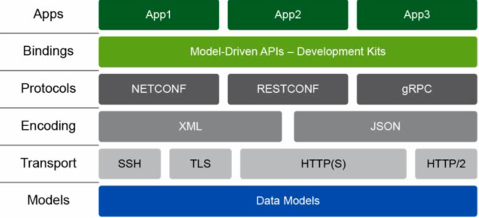 Apps App1 App2 App3
Bindings Model-Driven APIs – Development Kits
Protocols NETCONF RESTCONF gRPC
Encoding XML JSON
Transport SSH TLS HTTP(S) HTTP/2
Models Data Models